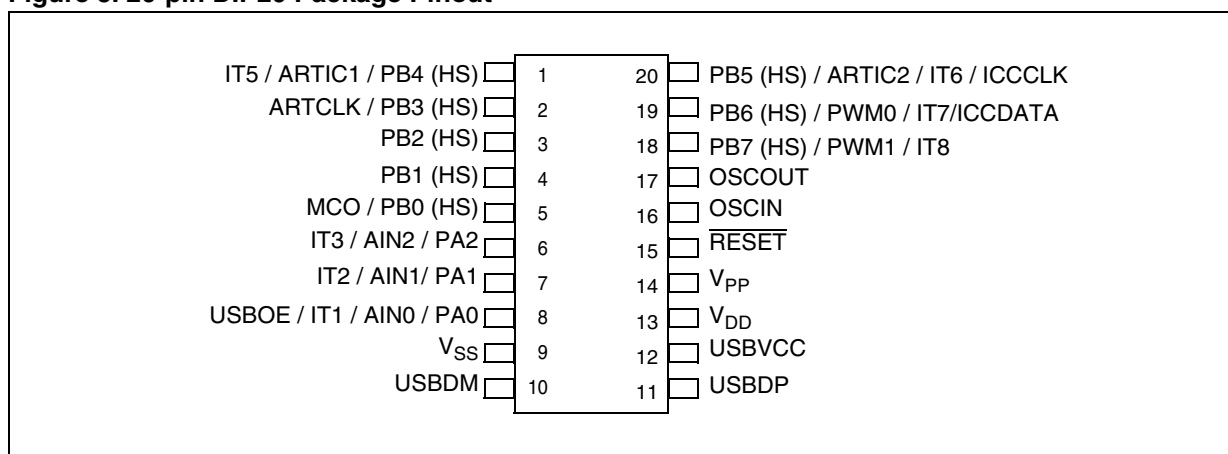 Figure 20-pin DIP20 Package Pinout
IT5 / ARTIC1 / PB4 (HS) 1 20 PB5 (HS) / ARTIC2 / IT6 / ICCCLK
ARTCLK / PB3 (HS) 2 19 PB6 (HS) / PWM0 / IT7/ICCDATA
PB2 (HS) 3 18 PB7 (HS) / PWM1 / IT8
PB1 (HS) 4 17 OSCOUT
MCO / PB0 (HS) 5 16 OSCIN
IT3 / AIN2 / PA2 6 15 RESET
IT2 / AIN1/ PA1 7 14 VPP
USBOE / IT1 / AIN0 / PA0 8 13 VDD
VSS 9 12 USBVCC
USBDM 10 11 USBDP